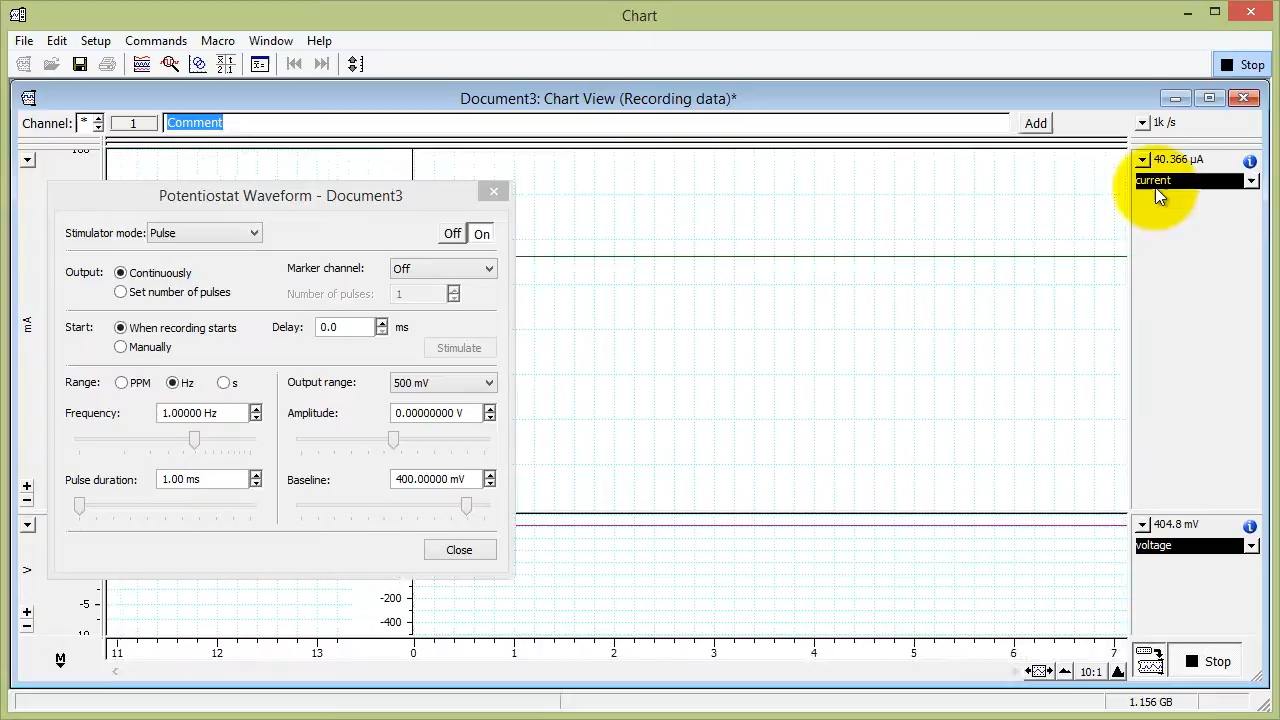 Chart
File Edit Setup Commands Macro Window Help
Stop
Document3: Chart View (Recording data)*
Channel: * 1 Comment Add 1k /s
40.366 µA
current
Potentiostat Waveform - Document3
Stimulator mode: Pulse Off On
Output: Continuously Marker channel: Off
Set number of pulses Number of pulses: 1
Start: When recording starts Delay: 0.0 ms
Manually Stimulate
mA
Range: PPM Hz s Output range: 500 mV
Frequency: 1.00000 Hz Amplitude: 0.00000000 V
Pulse duration: 1.00 ms Baseline: 400.00000 mV
+
−
404.8 mV
voltage
Close
>
-200
-5
-400
+
−
11 12 13 0 1 2 3 4 5 6 7
M
10:1
Stop
1.156 GB